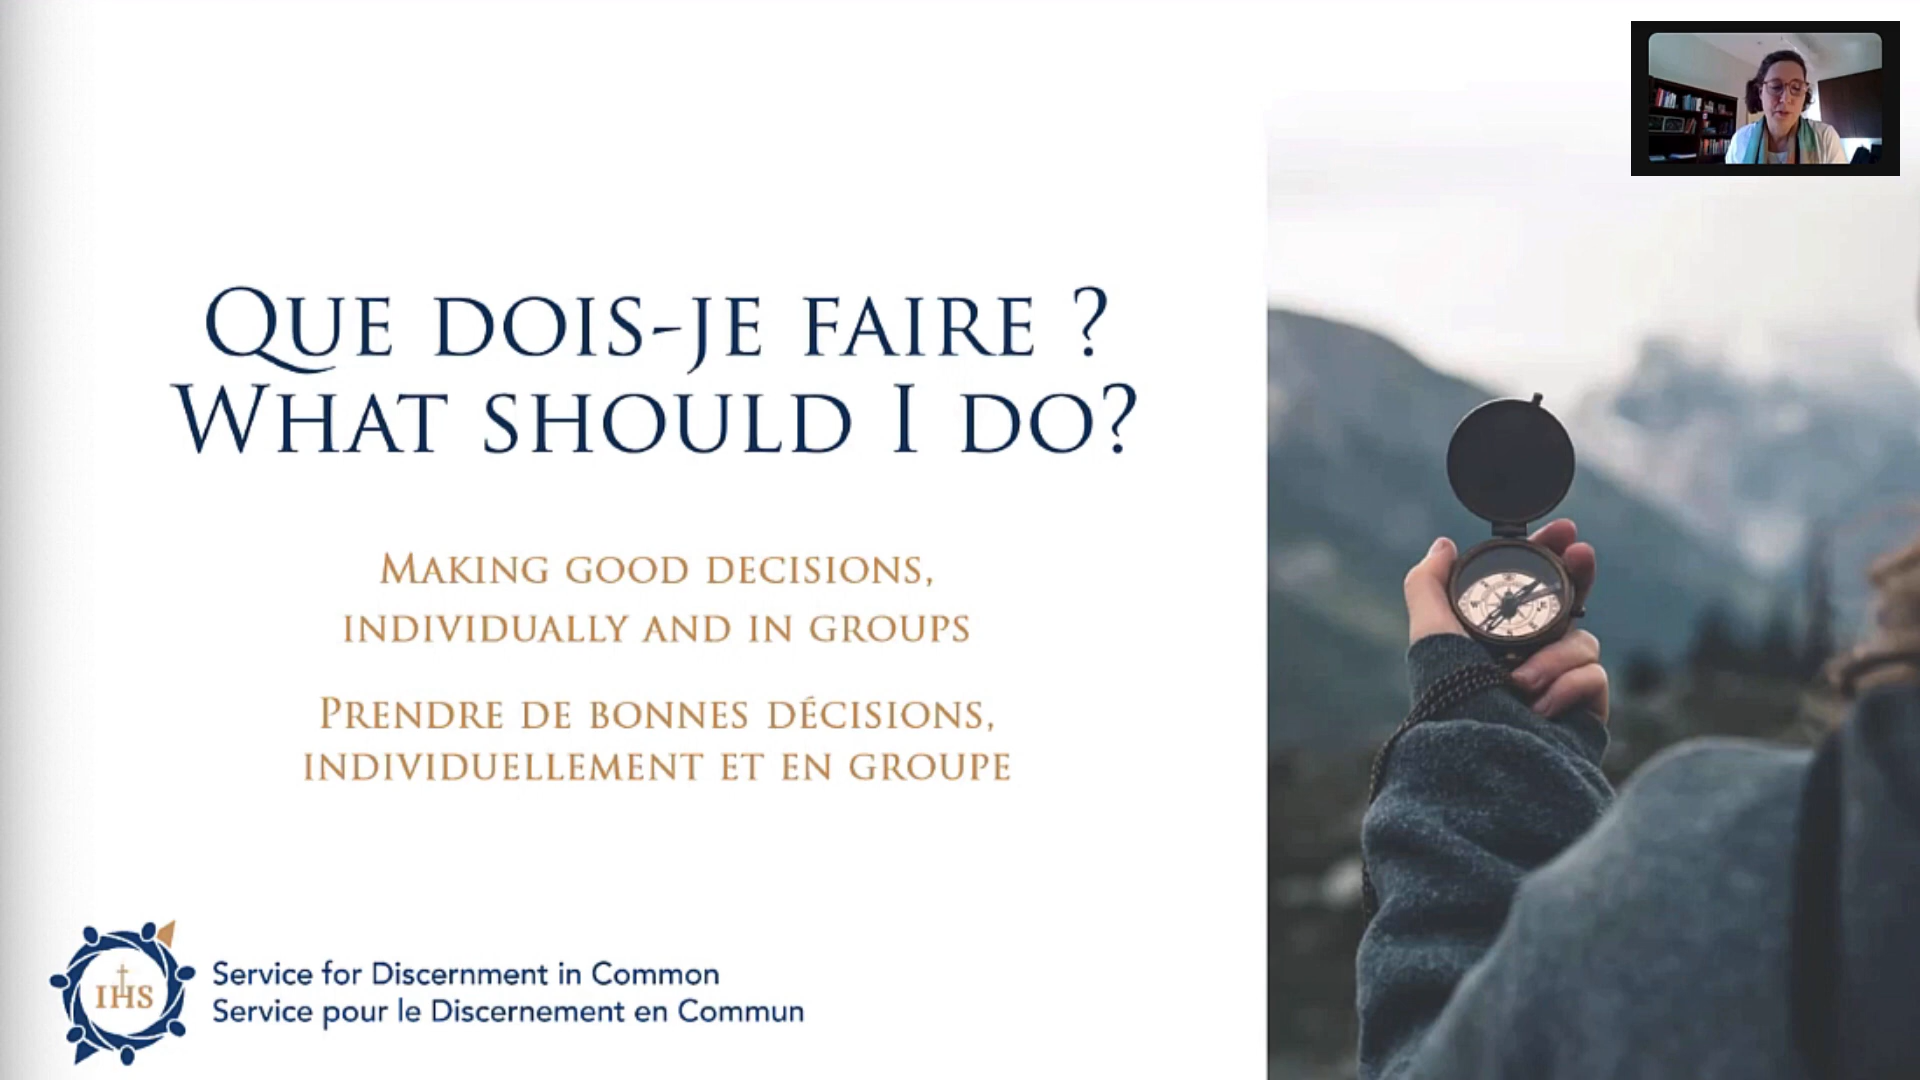 Que dois-je faire ?
What should I do?
Making good decisions,
individually and in groups
Prendre de bonnes décisions,
individuellement et en groupe
IHS
Service for Discernment in Common
Service pour le Discernement en Commun
W
E